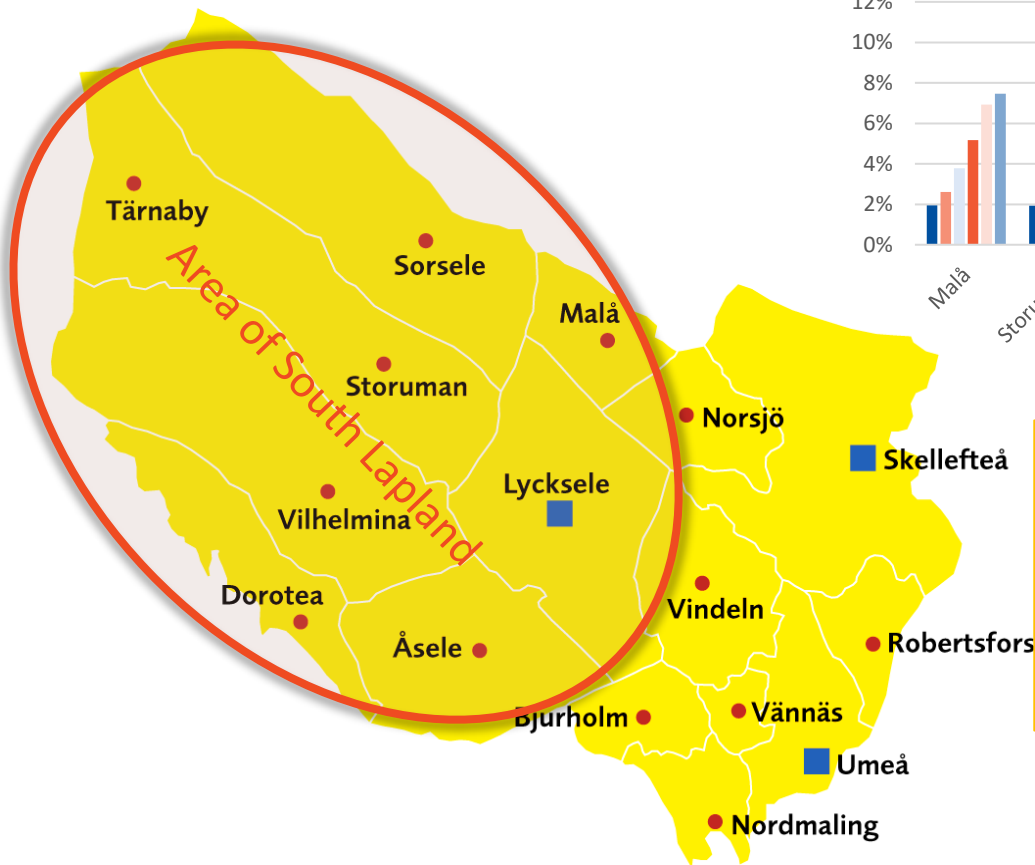 12%
10%
8%
6%
4%
2%
0%
Malå
Storu
Tärnaby
Sorsele
Malå
Area of South Lapland
Storuman
Norsjö
Skellefteå
Lycksele
Vilhelmina
Dorotea
Vindeln
Åsele
Robertsfors
Bjurholm
Vännäs
Umeå
Nordmaling